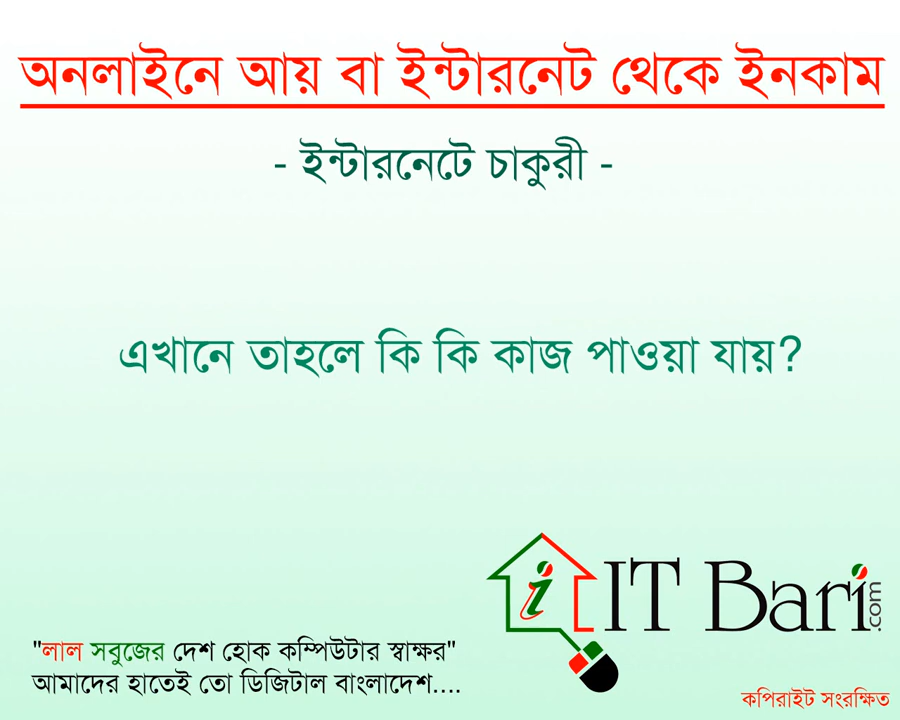 অনলাইনে আয় বা ইন্টারনেট থেকে ইনকাম
- ইন্টারনেটে চাকুরী -
এখানে তাহলে কি কি কাজ পাওয়া যায়?
i IT Bari.com
"লাল সবুজের দেশ হোক কম্পিউটার স্বাক্ষর"
আমাদের হাতেই তো ডিজিটাল বাংলাদেশ....
কপিরাইট সংরক্ষিত